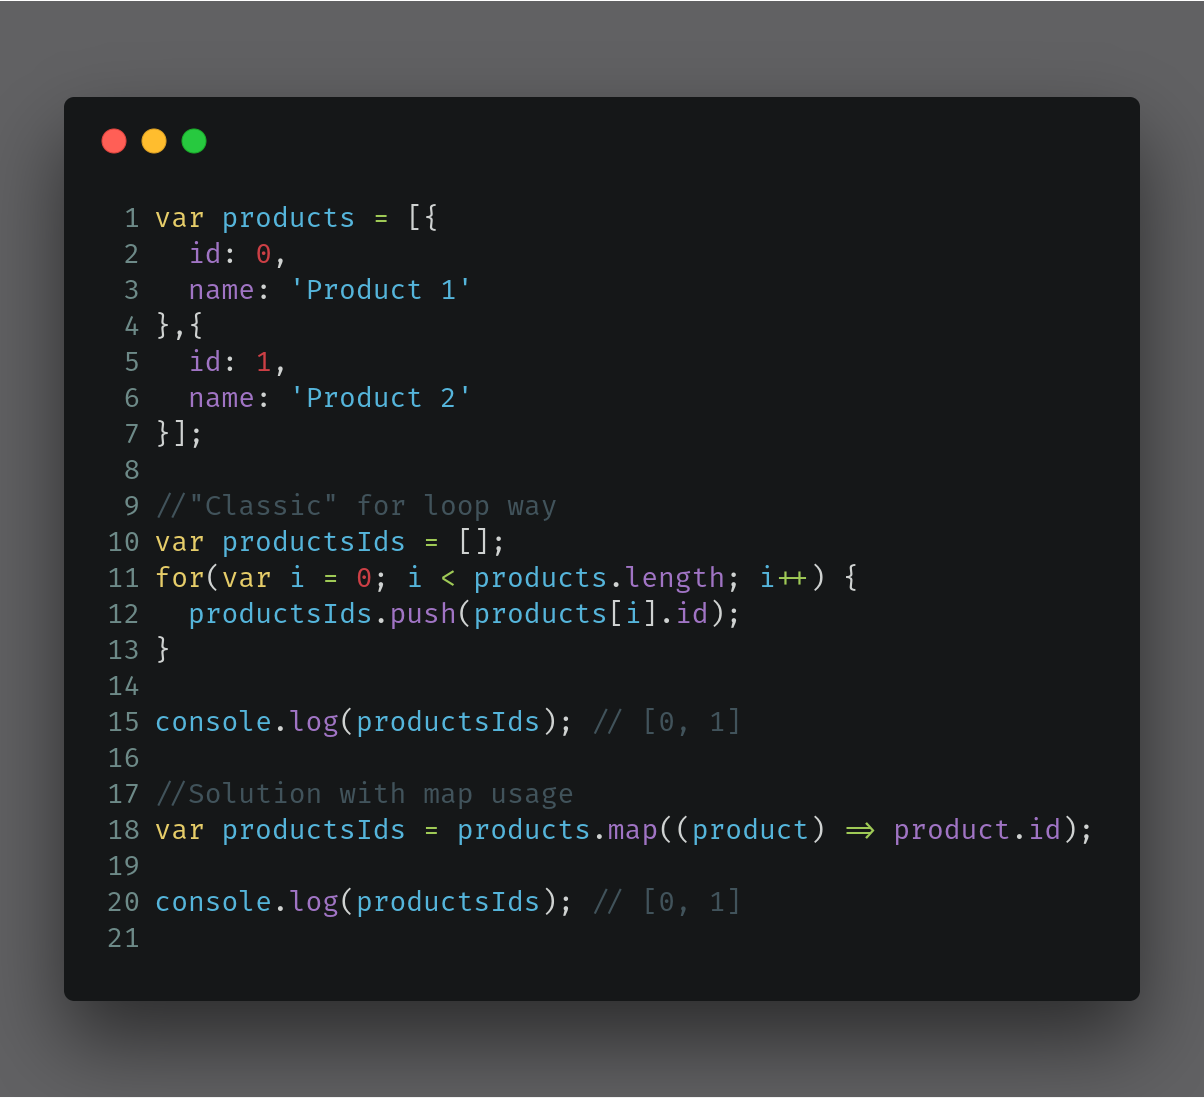 1 var products = [{
2   id: 0,
3   name: 'Product 1'
4 },{
5   id: 1,
6   name: 'Product 2'
7 }];
8
9 //"Classic" for loop way
10 var productsIds = [];
11 for(var i = 0; i < products.length; i++) {
12   productsIds.push(products[i].id);
13 }
14
15 console.log(productsIds); // [0, 1]
16
17 //Solution with map usage
18 var productsIds = products.map((product) => product.id);
19
20 console.log(productsIds); // [0, 1]
21